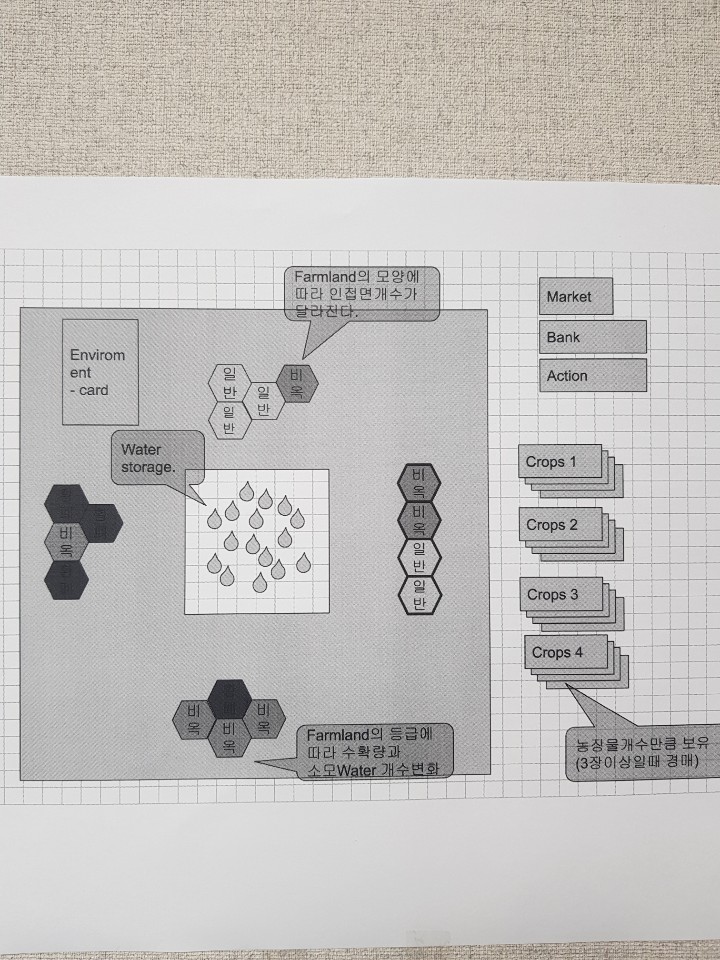 Farmland의 모양에
따라 인접면개수가
달라진다.
Market
Bank
Action
Envirom
ent
- card
일
반
일
반
일
반
비
옥
Water
storage.
Crops 1
Crops 2
Crops 3
Crops 4
비
옥
비
옥
비
옥
일
반
일
반
비
옥
비
옥
비
옥
Farmland의 등급에
따라 수확량과
소모Water 개수변화
농장물개수만큼 보유
(3장이상일때 경매)